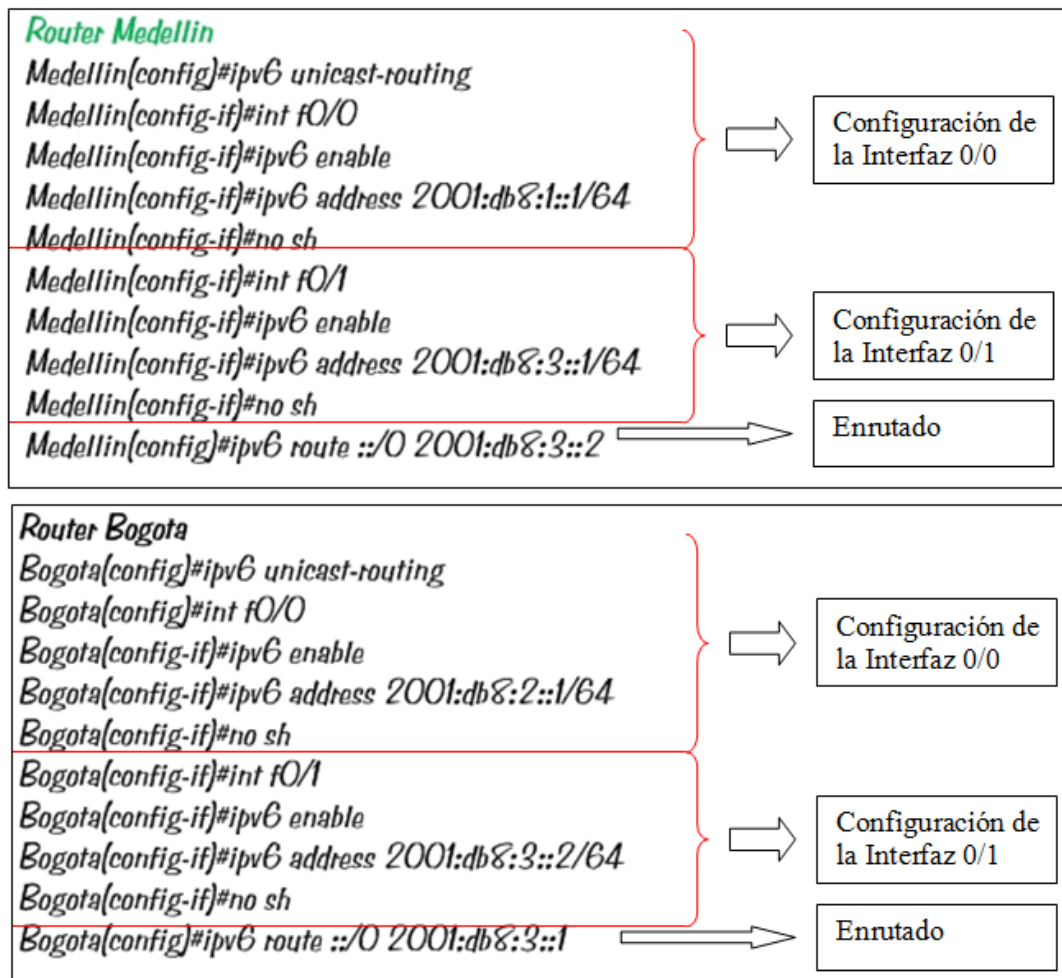 Router Medellin
Medellin(config)#ipv6 unicast-routing
Medellin(config-if)#int f0/0
Medellin(config-if)#ipv6 enable
Medellin(config-if)#ipv6 address 2001:db8:1::1/64
Medellin(config-if)#no sh
Configuración de
la Interfaz 0/0
Medellin(config-if)#int f0/1
Medellin(config-if)#ipv6 enable
Medellin(config-if)#ipv6 address 2001:db8:3::1/64
Medellin(config-if)#no sh
Configuración de
la Interfaz 0/1
Medellin(config)#ipv6 route ::/0 2001:db8:3::2
Enrutado
Router Bogota
Bogota(config)#ipv6 unicast-routing
Bogota(config)#int f0/0
Bogota(config-if)#ipv6 enable
Bogota(config-if)#ipv6 address 2001:db8:2::1/64
Bogota(config-if)#no sh
Configuración de
la Interfaz 0/0
Bogota(config-if)#int f0/1
Bogota(config-if)#ipv6 enable
Bogota(config-if)#ipv6 address 2001:db8:3::2/64
Bogota(config-if)#no sh
Configuración de
la Interfaz 0/1
Bogota(config)#ipv6 route ::/0 2001:db8:3::1
Enrutado